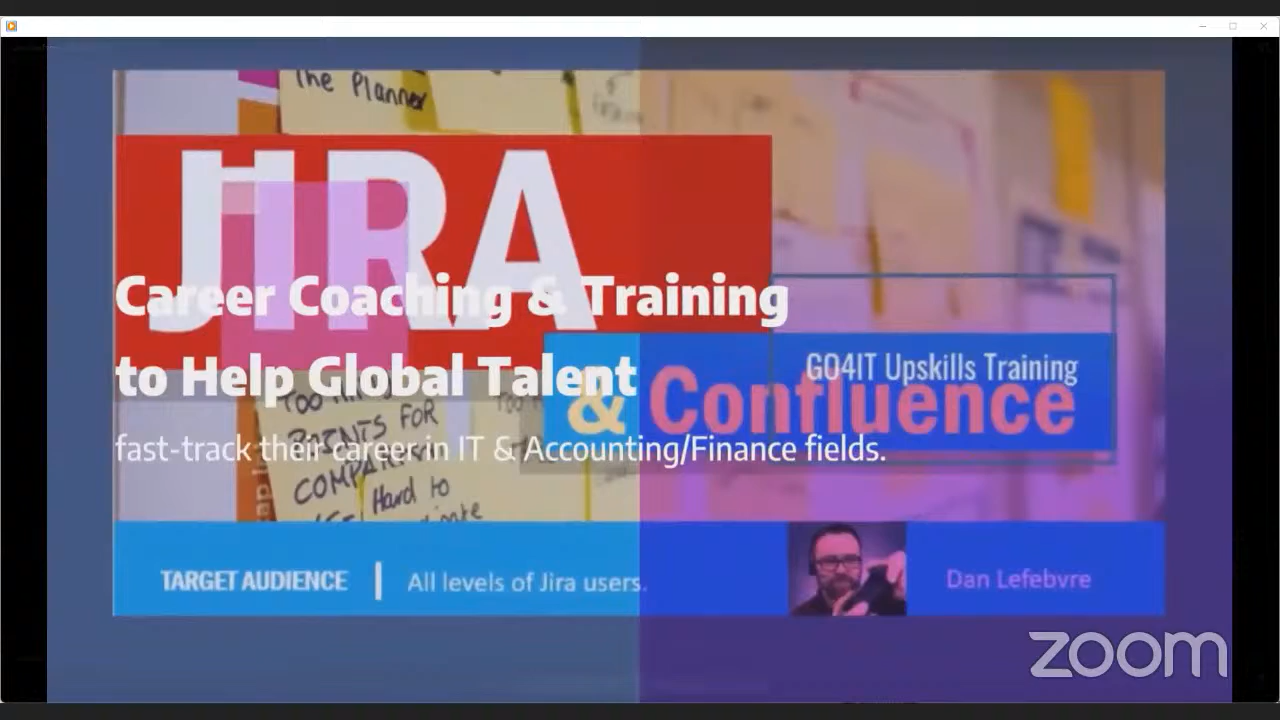 The Planner
JIRA
Career Coaching & Training
to Help Global Talent
GO4IT Upskills Training
& Confluence
TOO
POINTS FOR
fast-track their career in IT & Accounting/Finance fields.
Hard to
TARGET AUDIENCE | All levels of Jira users.
Dan Lefebvre
zoom